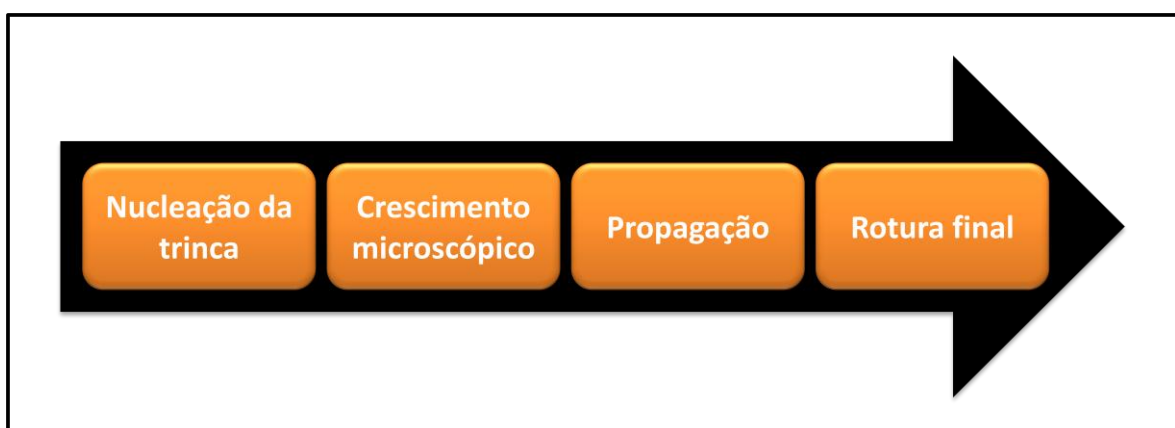 Nucleação da
trinca
Crescimento
microscópico
Propagação
Rotura final